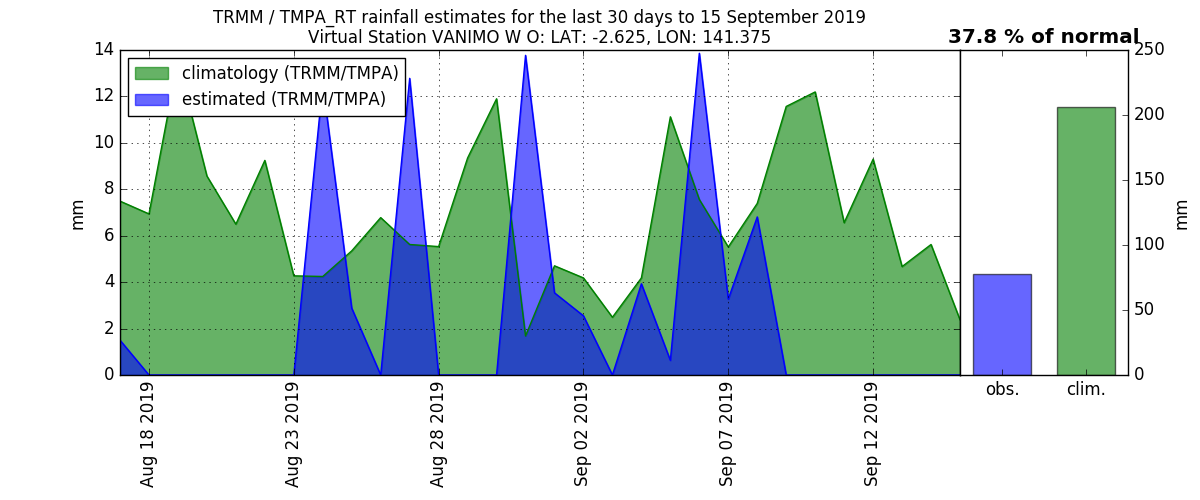 TRMM / TMPA_RT rainfall estimates for the last 30 days to 15 September 2019
Virtual Station VANIMO W O: LAT: -2.625, LON: 141.375
37.8 % of normal
climatology (TRMM/TMPA)
estimated (TRMM/TMPA)
mm
14
12
10
8
6
4
2
0
Aug 18 2019
Aug 23 2019
Aug 28 2019
Sep 02 2019
Sep 07 2019
Sep 12 2019
obs.
clim.
250
200
150
100
50
0
mm